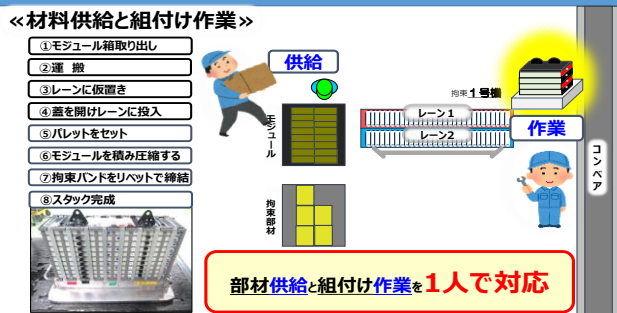 ≪材料供給と組付け作業≫
①モジュール箱取り出し
②運　搬
③レーンに仮置き
④蓋を開けレーンに投入
⑤パレットをセット
⑥モジュールを積み圧縮する
⑦拘束バンドをリベットで締結
⑧スタック完成
供給
モジュール
拘束部材
拘束１号機
レーン１
レーン2
作業
コンベア
部材供給と組付け作業を1人で対応